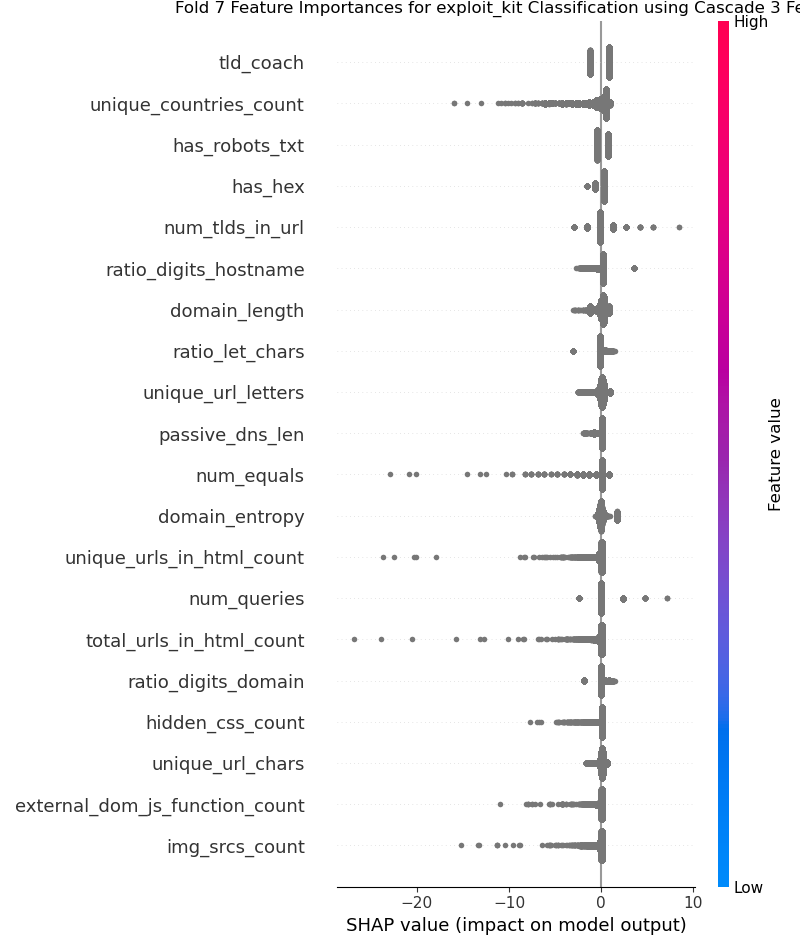 Fold 7 Feature Importances for exploit_kit Classification using Cascade 3 Fe
High
tld_coach
unique_countries_count
has_robots_txt
has_hex
num_tlds_in_url
ratio_digits_hostname
domain_length
ratio_let_chars
unique_url_letters
passive_dns_len
num_equals
domain_entropy
unique_urls_in_html_count
num_queries
total_urls_in_html_count
ratio_digits_domain
hidden_css_count
unique_url_chars
external_dom_js_function_count
img_srcs_count
Feature value
Low
−20 −10 0 10
SHAP value (impact on model output)